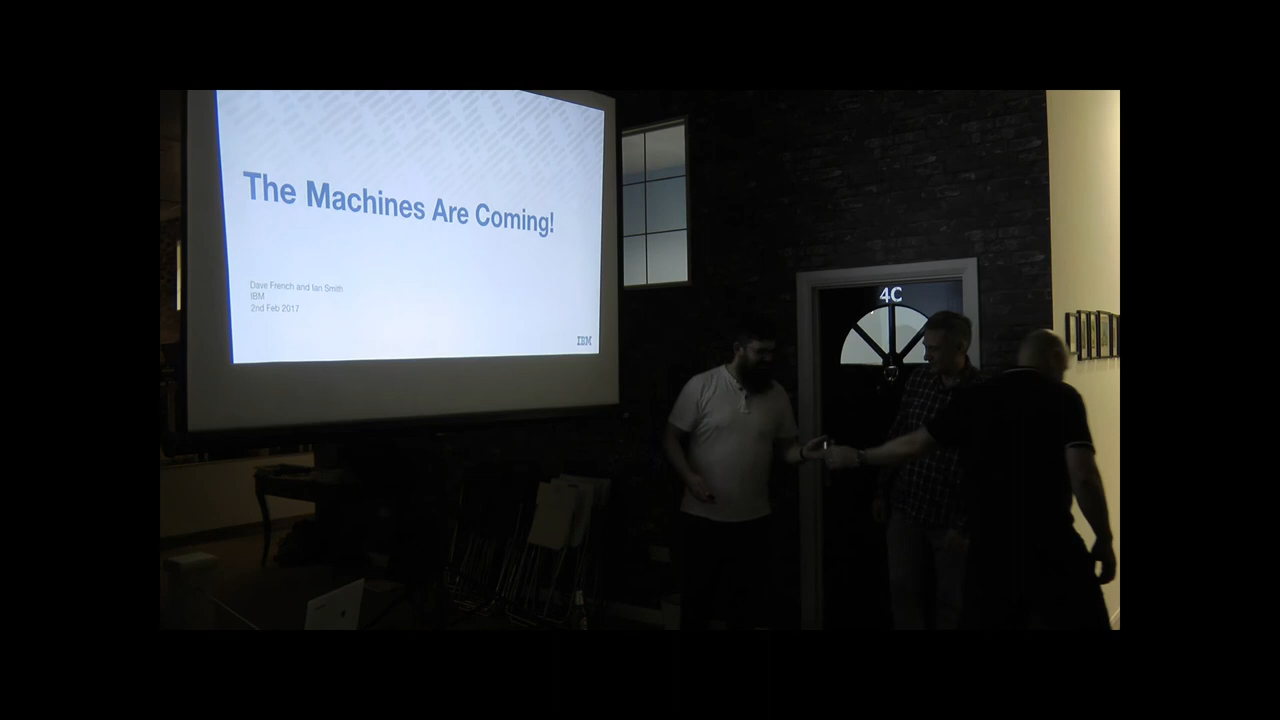 The Machines Are Coming!
Dave French and Ian Smith
IBM
2nd Feb 2017
IBM
4C